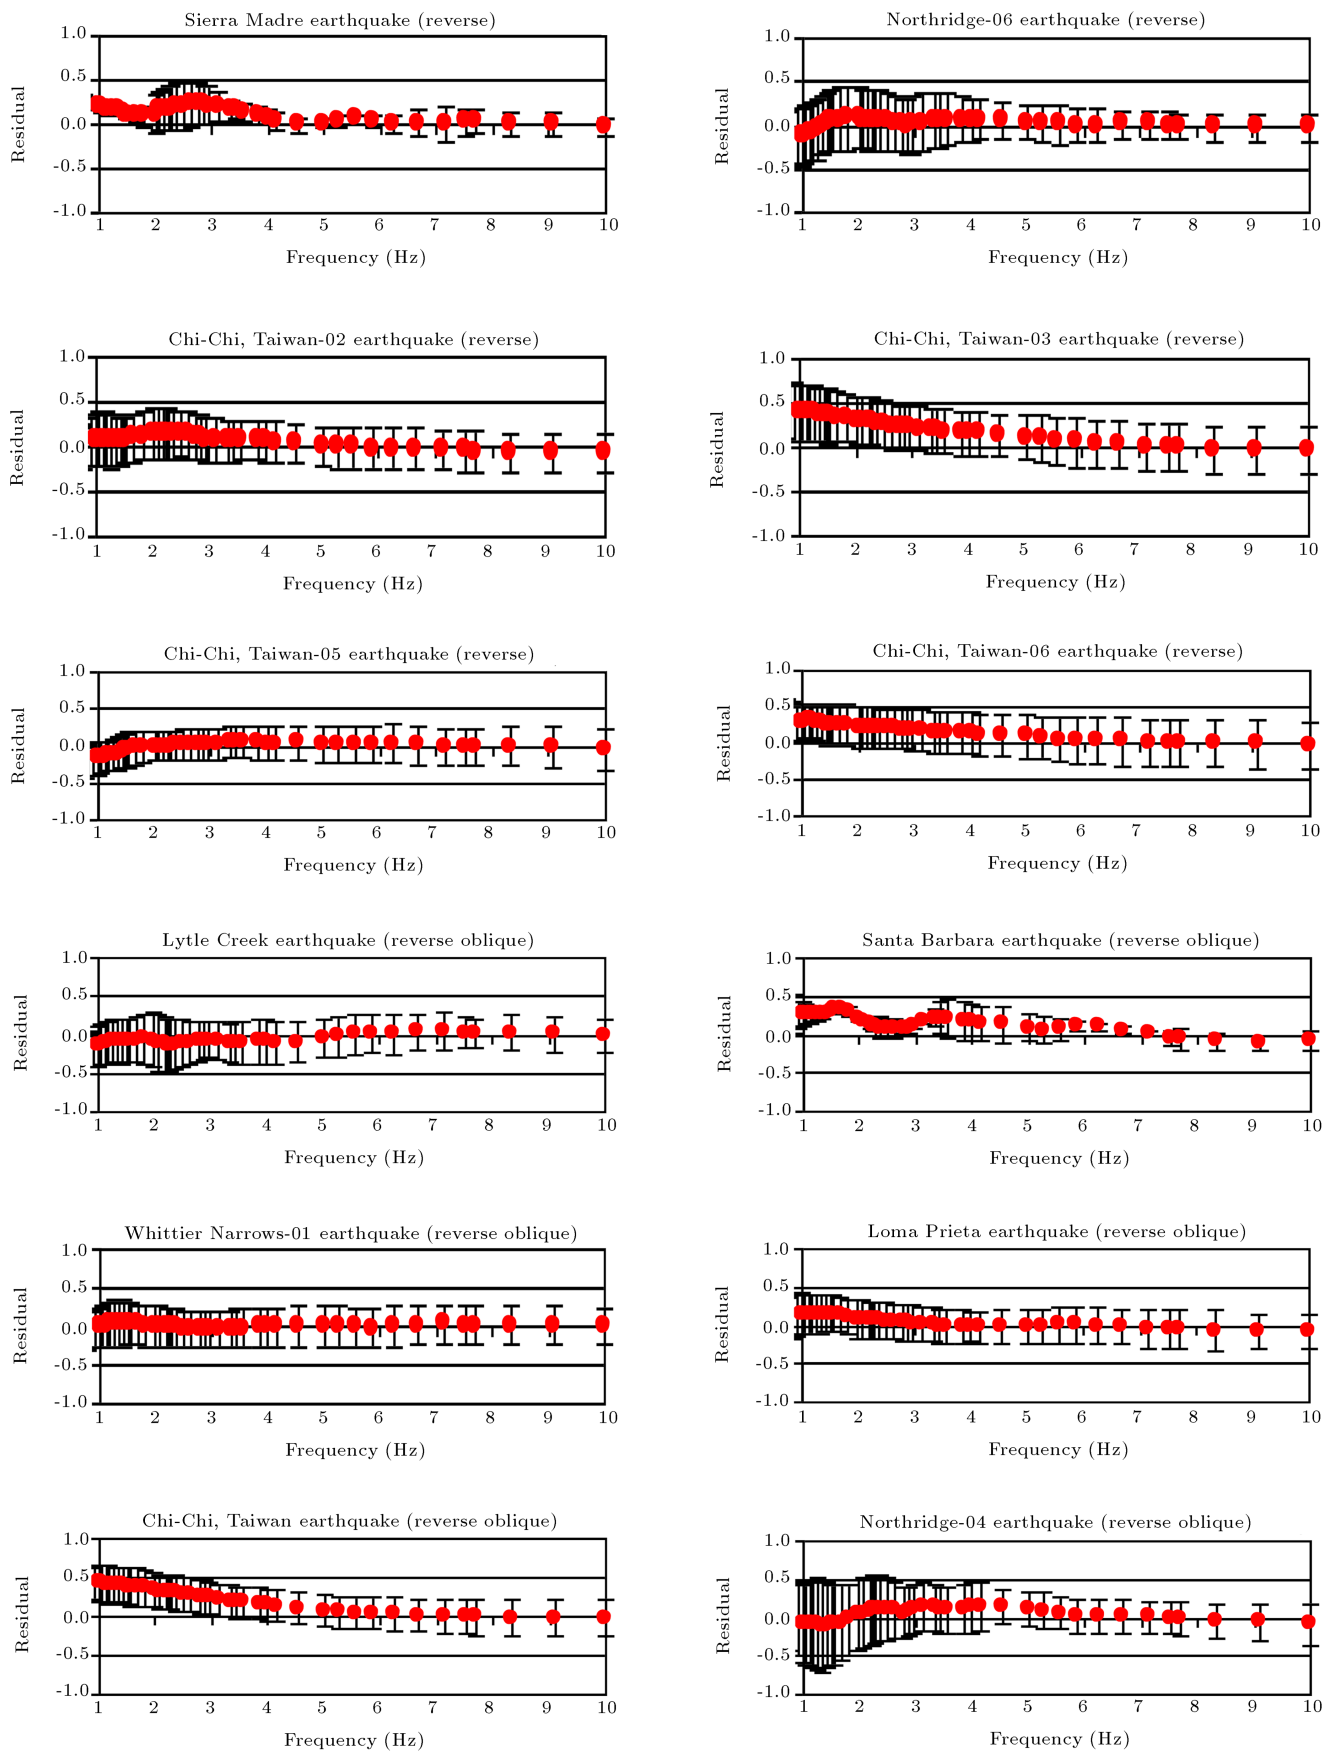 Sierra Madre earthquake (reverse)
1.0
0.5
0.0
-0.5
-1.0
Residual
1 2 3 4 5 6 7 8 9 10
Frequency (Hz)
Northridge-06 earthquake (reverse)
1.0
0.5
0.0
-0.5
-1.0
Residual
1 2 3 4 5 6 7 8 9 10
Frequency (Hz)
Chi-Chi, Taiwan-02 earthquake (reverse)
1.0
0.5
0.0
-0.5
-1.0
Residual
1 2 3 4 5 6 7 8 9 10
Frequency (Hz)
Chi-Chi, Taiwan-03 earthquake (reverse)
1.0
0.5
0.0
-0.5
-1.0
Residual
1 2 3 4 5 6 7 8 9 10
Frequency (Hz)
Chi-Chi, Taiwan-05 earthquake (reverse)
1.0
0.5
0.0
-0.5
-1.0
Residual
1 2 3 4 5 6 7 8 9 10
Frequency (Hz)
Chi-Chi, Taiwan-06 earthquake (reverse)
1.0
0.5
0.0
-0.5
-1.0
Residual
1 2 3 4 5 6 7 8 9 10
Frequency (Hz)
Lytle Creek earthquake (reverse oblique)
1.0
0.5
0.0
-0.5
-1.0
Residual
1 2 3 4 5 6 7 8 9 10
Frequency (Hz)
Santa Barbara earthquake (reverse oblique)
1.0
0.5
0.0
-0.5
-1.0
Residual
1 2 3 4 5 6 7 8 9 10
Frequency (Hz)
Whittier Narrows-01 earthquake (reverse oblique)
1.0
0.5
0.0
-0.5
-1.0
Residual
1 2 3 4 5 6 7 8 9 10
Frequency (Hz)
Loma Prieta earthquake (reverse oblique)
1.0
0.5
0.0
-0.5
-1.0
Residual
1 2 3 4 5 6 7 8 9 10
Frequency (Hz)
Chi-Chi, Taiwan earthquake (reverse oblique)
1.0
0.5
0.0
-0.5
-1.0
Residual
1 2 3 4 5 6 7 8 9 10
Frequency (Hz)
Northridge-04 earthquake (reverse oblique)
1.0
0.5
0.0
-0.5
-1.0
Residual
1 2 3 4 5 6 7 8 9 10
Frequency (Hz)